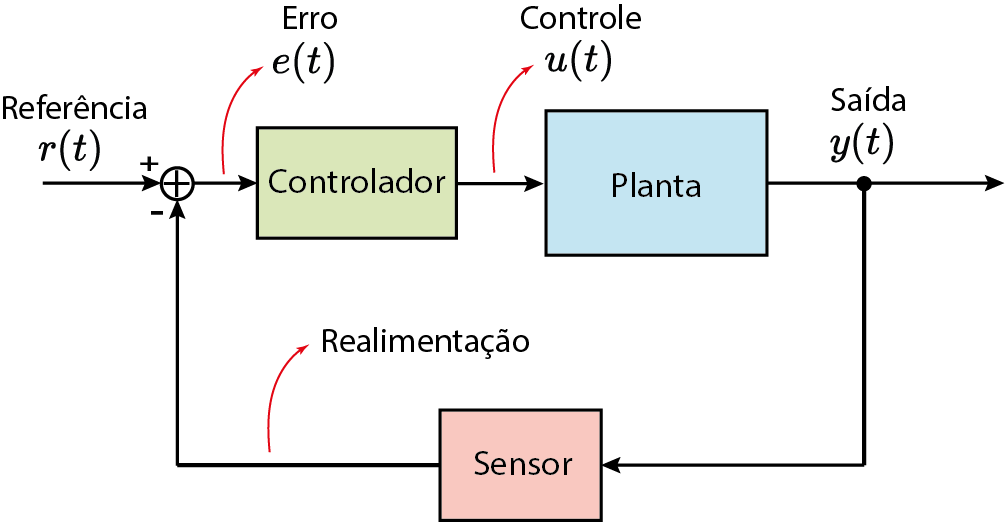 Erro
e(t)
Controle
u(t)
Referência
r(t)
Saída
y(t)
+
-
Controlador
Planta
Realimentação
Sensor